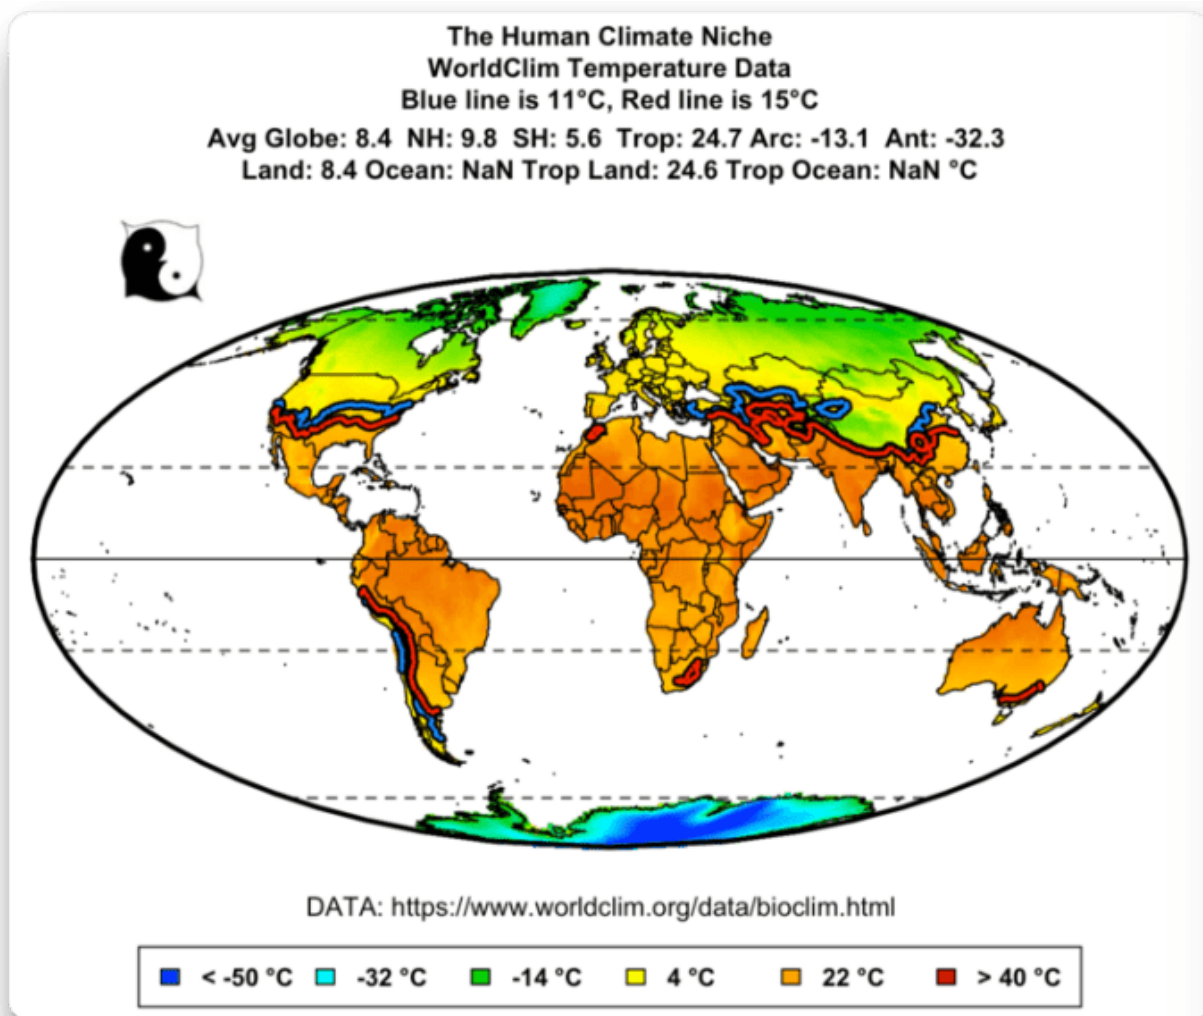 The Human Climate Niche
WorldClim Temperature Data
Blue line is 11°C, Red line is 15°C
Avg Globe: 8.4 NH: 9.8 SH: 5.6 Trop: 24.7 Arc: -13.1 Ant: -32.3
Land: 8.4 Ocean: NaN Trop Land: 24.6 Trop Ocean: NaN °C
DATA: https://www.worldclim.org/data/bioclim.html
< -50 °C -32 °C -14 °C 4 °C 22 °C > 40 °C